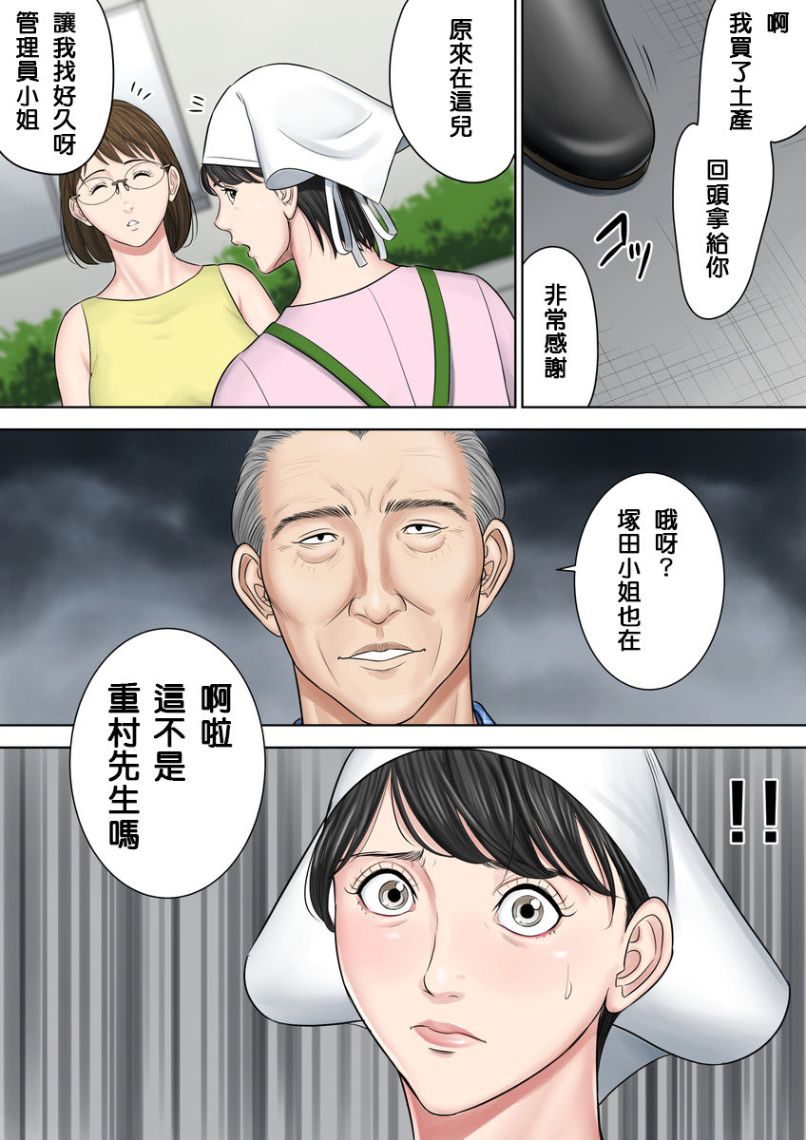 啊
我買了土產
回頭拿給你
非常感謝
コッ
原來在這兒
讓我找好久呀
管理員小姐
哦呀？
塚田小姐也在
啊啦
這不是
重村先生嗎
!!